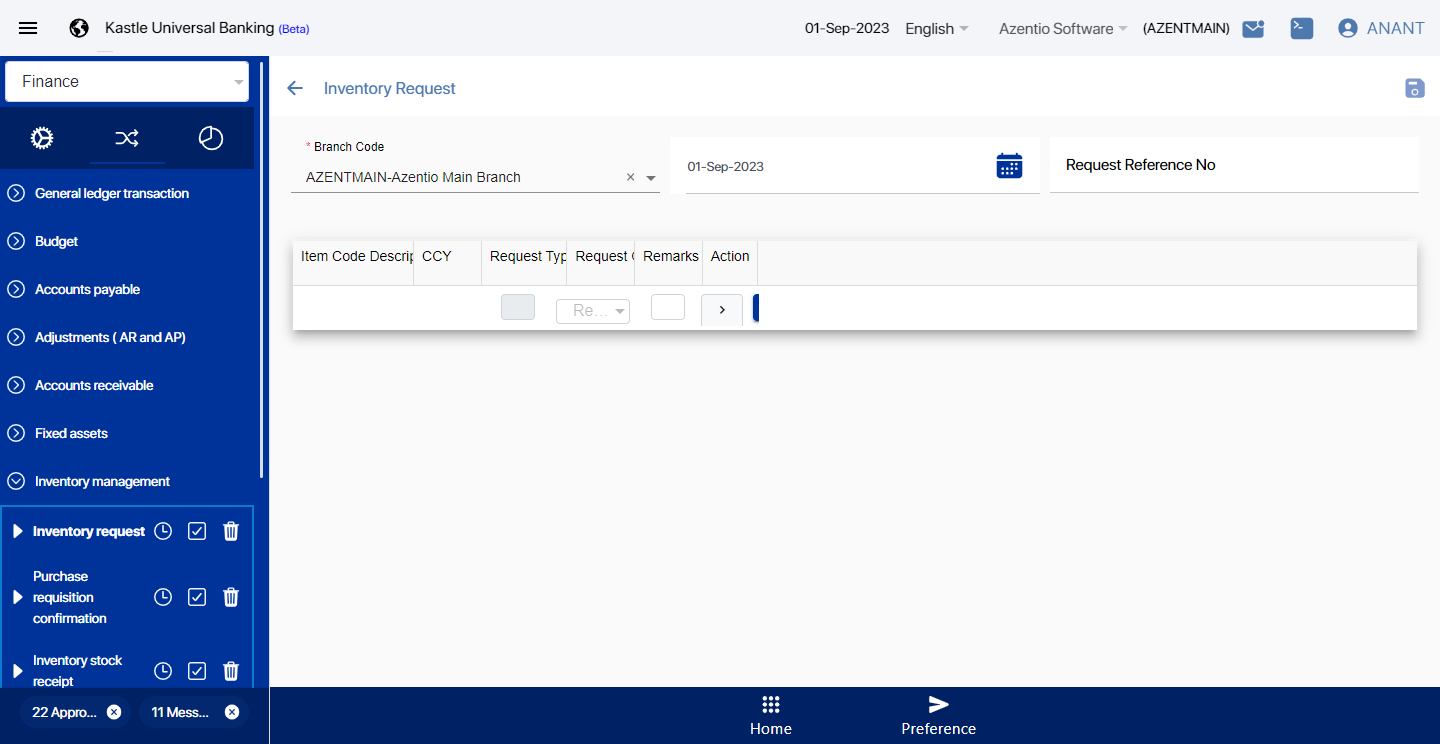 Kastle Universal Banking (Beta)
01-Sep-2023
English
Azentio Software
(AZENTMAIN)
ANANT
Finance
General ledger transaction
Budget
Accounts payable
Adjustments ( AR and AP)
Accounts receivable
Fixed assets
Inventory management
Inventory request
Purchase
requisition
confirmation
Inventory stock
receipt
22 Appro...
11 Mess...
Inventory Request
* Branch Code
AZENTMAIN-Azentio Main Branch
01-Sep-2023
Request Reference No
Item Code Descrip
CCY
Request Typ
Request
Remarks
Action
Re...
Home
Preference